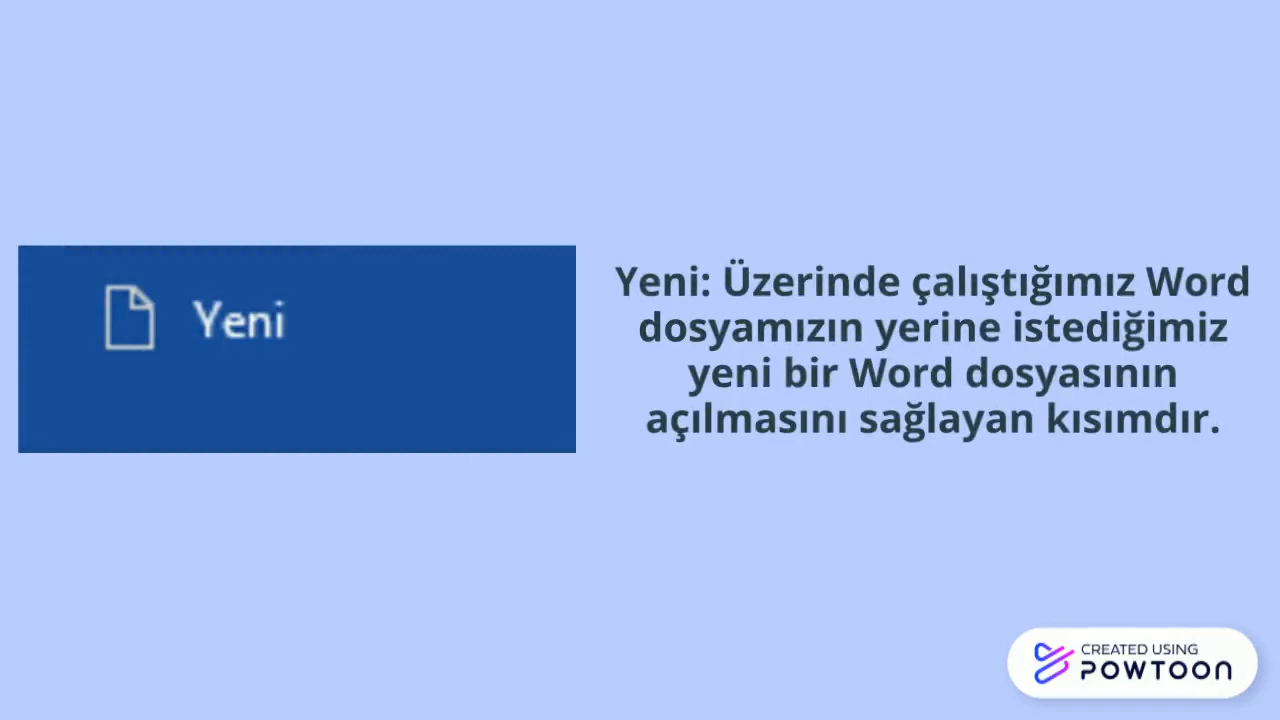 Yeni
Yeni: Üzerinde çalıştığımız Word
dosyamızın yerine istediğimiz
yeni bir Word dosyasının
açılmasını sağlayan kısımdır.
CREATED USING
POWTOON